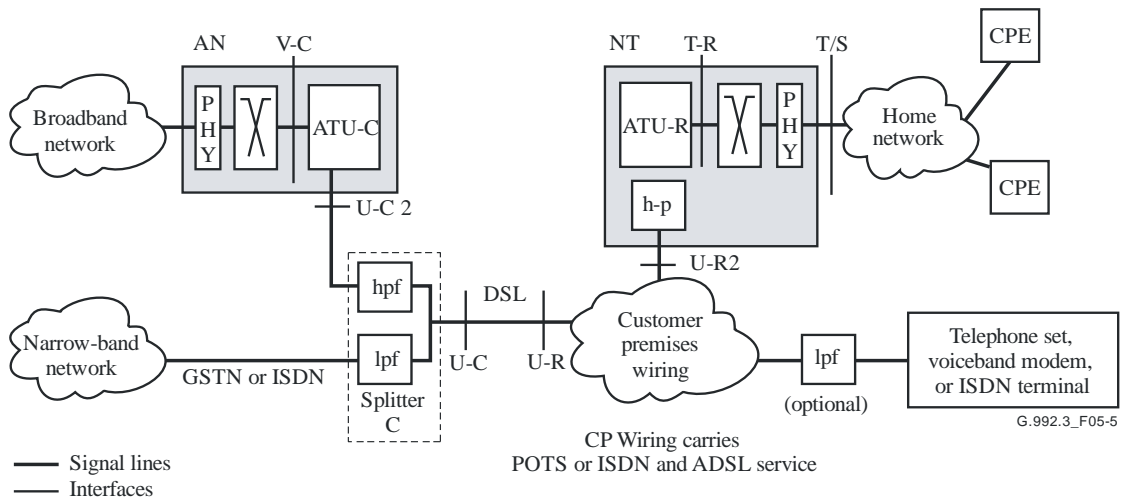 AN
V-C
NT
T-R
T/S
CPE
Broadband
network
P
H
Y
ATU-C
ATU-R
P
H
Y
Home
network
CPE
h-p
U-C 2
U-R2
hpf
DSL
Customer
premises
wiring
Narrow-band
network
GSTN or ISDN
lpf
U-C
U-R
lpf
(optional)
Telephone set,
voiceband modem,
or ISDN terminal
Splitter
C
G.992.3_F05-5
CP Wiring carries
POTS or ISDN and ADSL service
Signal lines
Interfaces